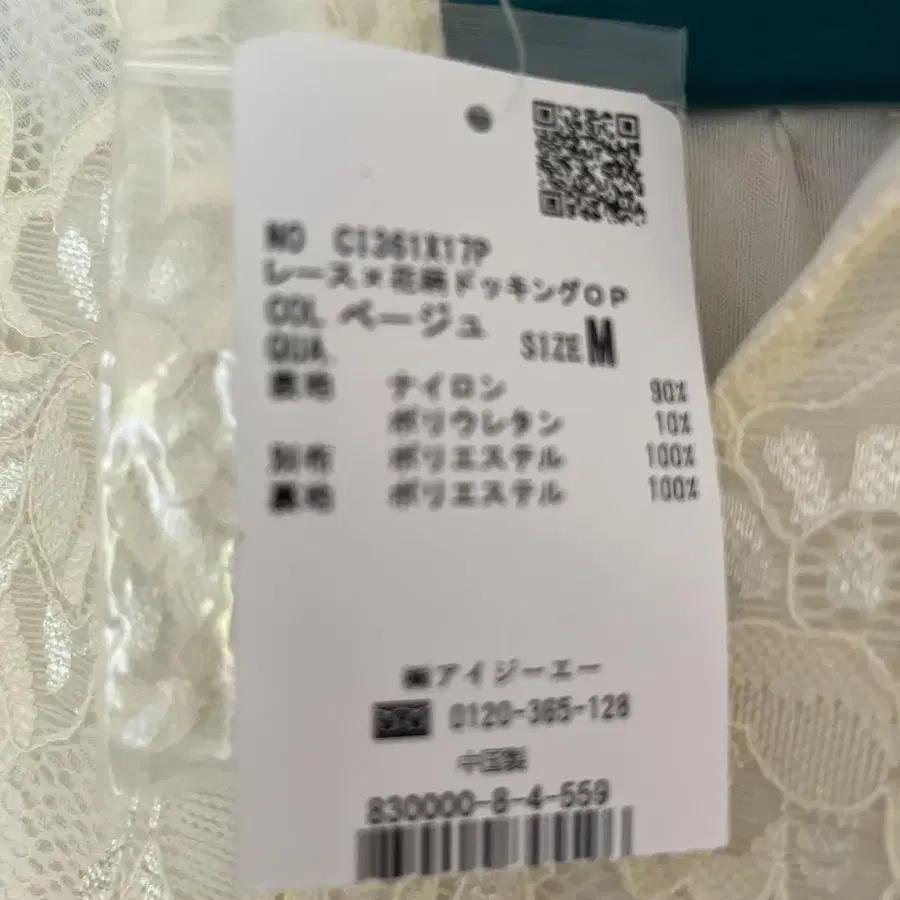 NO C1361X17P
レース×花柄ドッキングOP
COL ベージュ
SIZE M
QUA
表地 ナイロン 90%
ポリウレタン 10%
別布 ポリエステル 100%
裏地 ポリエステル 100%
㈱アイジーエー
0120-365-128
中国製
830000-8-4-559